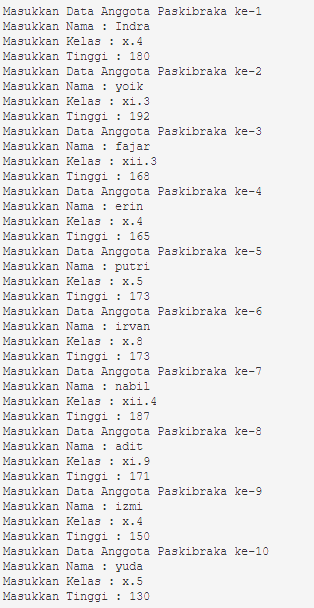 Masukkan Data Anggota Paskibraka ke-1
Masukkan Nama : Indra
Masukkan Kelas : x.4
Masukkan Tinggi : 180
Masukkan Data Anggota Paskibraka ke-2
Masukkan Nama : yoik
Masukkan Kelas : xi.3
Masukkan Tinggi : 192
Masukkan Data Anggota Paskibraka ke-3
Masukkan Nama : fajar
Masukkan Kelas : xii.3
Masukkan Tinggi : 168
Masukkan Data Anggota Paskibraka ke-4
Masukkan Nama : erin
Masukkan Kelas : x.4
Masukkan Tinggi : 165
Masukkan Data Anggota Paskibraka ke-5
Masukkan Nama : putri
Masukkan Kelas : x.5
Masukkan Tinggi : 173
Masukkan Data Anggota Paskibraka ke-6
Masukkan Nama : irvan
Masukkan Kelas : x.8
Masukkan Tinggi : 173
Masukkan Data Anggota Paskibraka ke-7
Masukkan Nama : nabil
Masukkan Kelas : xii.4
Masukkan Tinggi : 187
Masukkan Data Anggota Paskibraka ke-8
Masukkan Nama : adit
Masukkan Kelas : xi.9
Masukkan Tinggi : 171
Masukkan Data Anggota Paskibraka ke-9
Masukkan Nama : izmi
Masukkan Kelas : x.4
Masukkan Tinggi : 150
Masukkan Data Anggota Paskibraka ke-10
Masukkan Nama : yuda
Masukkan Kelas : x.5
Masukkan Tinggi : 130